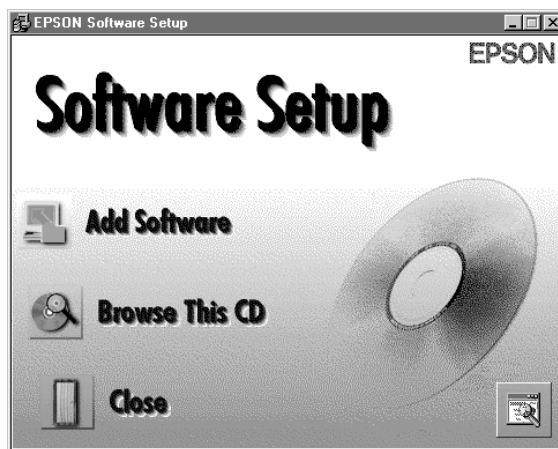 EPSON Software Setup
EPSON
Software Setup
Add Software
Browse This CD
Close